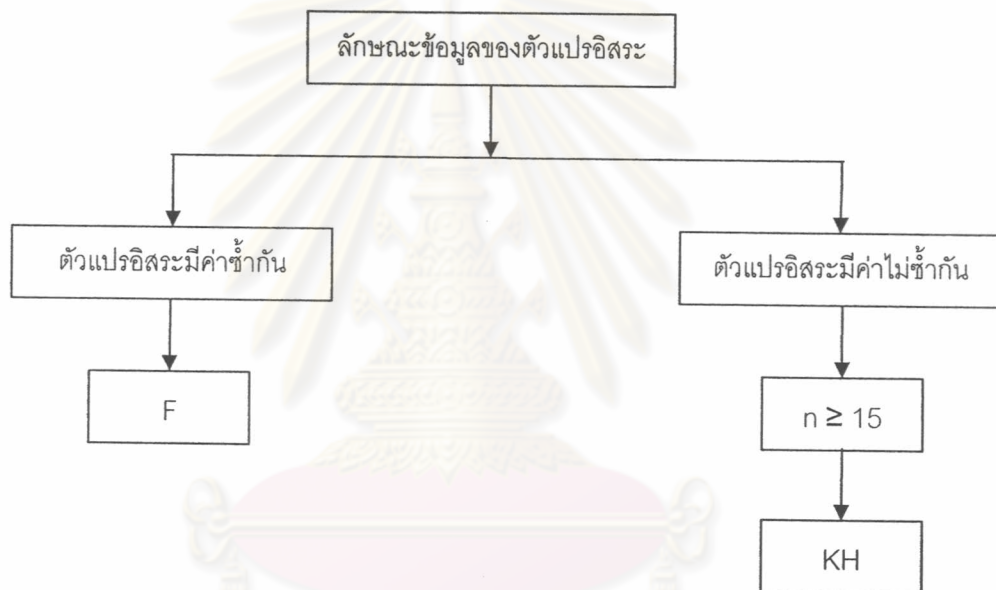 ลักษณะข้อมูลของตัวแปรอิสระ
ตัวแปรอิสระมีค่าซ้ำกัน
ตัวแปรอิสระมีค่าไม่ซ้ำกัน
F
n ≥ 15
KH